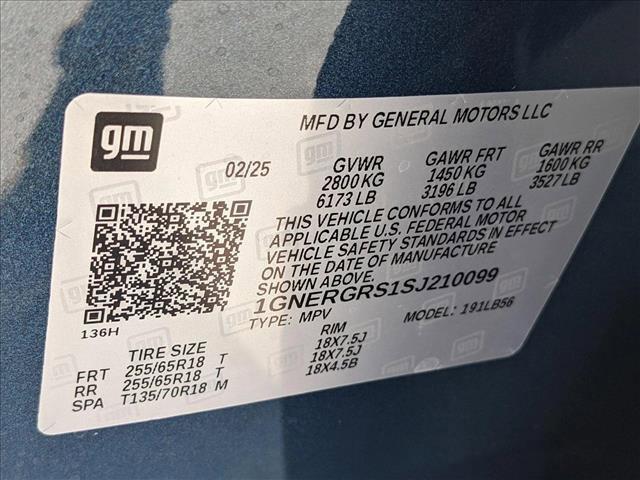 gm
MFD BY GENERAL MOTORS LLC
02/25 GVWR GAWR FRT GAWR RR
2800 KG 1450 KG 1600 KG
6173 LB 3196 LB 3527 LB
THIS VEHICLE CONFORMS TO ALL
APPLICABLE U.S. FEDERAL MOTOR
VEHICLE SAFETY STANDARDS IN EFFECT
ON THE DATE OF MANUFACTURE
SHOWN ABOVE.
1GNERGRS1SJ210099
136H
TYPE: MPV MODEL: 191LB56
TIRE SIZE RIM
FRT 255/65R18 T 18X7.5J
RR 255/65R18 T 18X7.5J
SPA T135/70R18 M 18X4.5B